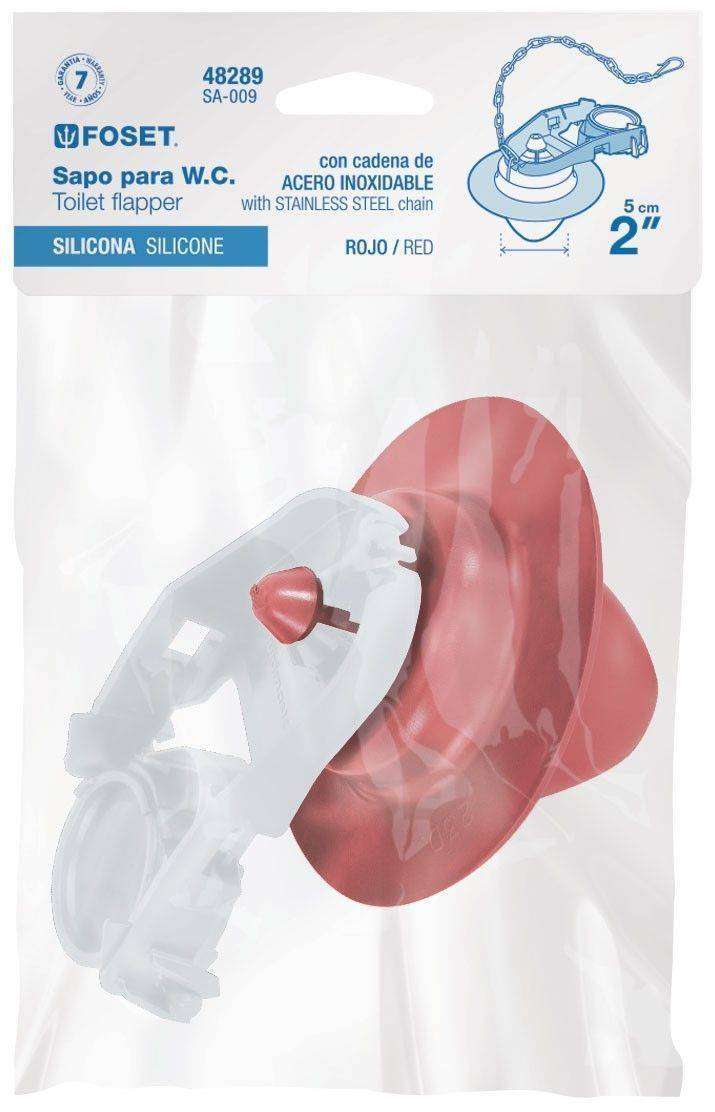 GARANTÍA • WARRANTY
7
YEAR • AÑOS
48289
SA-009
FOSET®
Sapo para W.C.
Toilet flapper
SILICONA SILICONE
con cadena de
ACERO INOXIDABLE
with STAINLESS STEEL chain
ROJO / RED
5 cm
2"